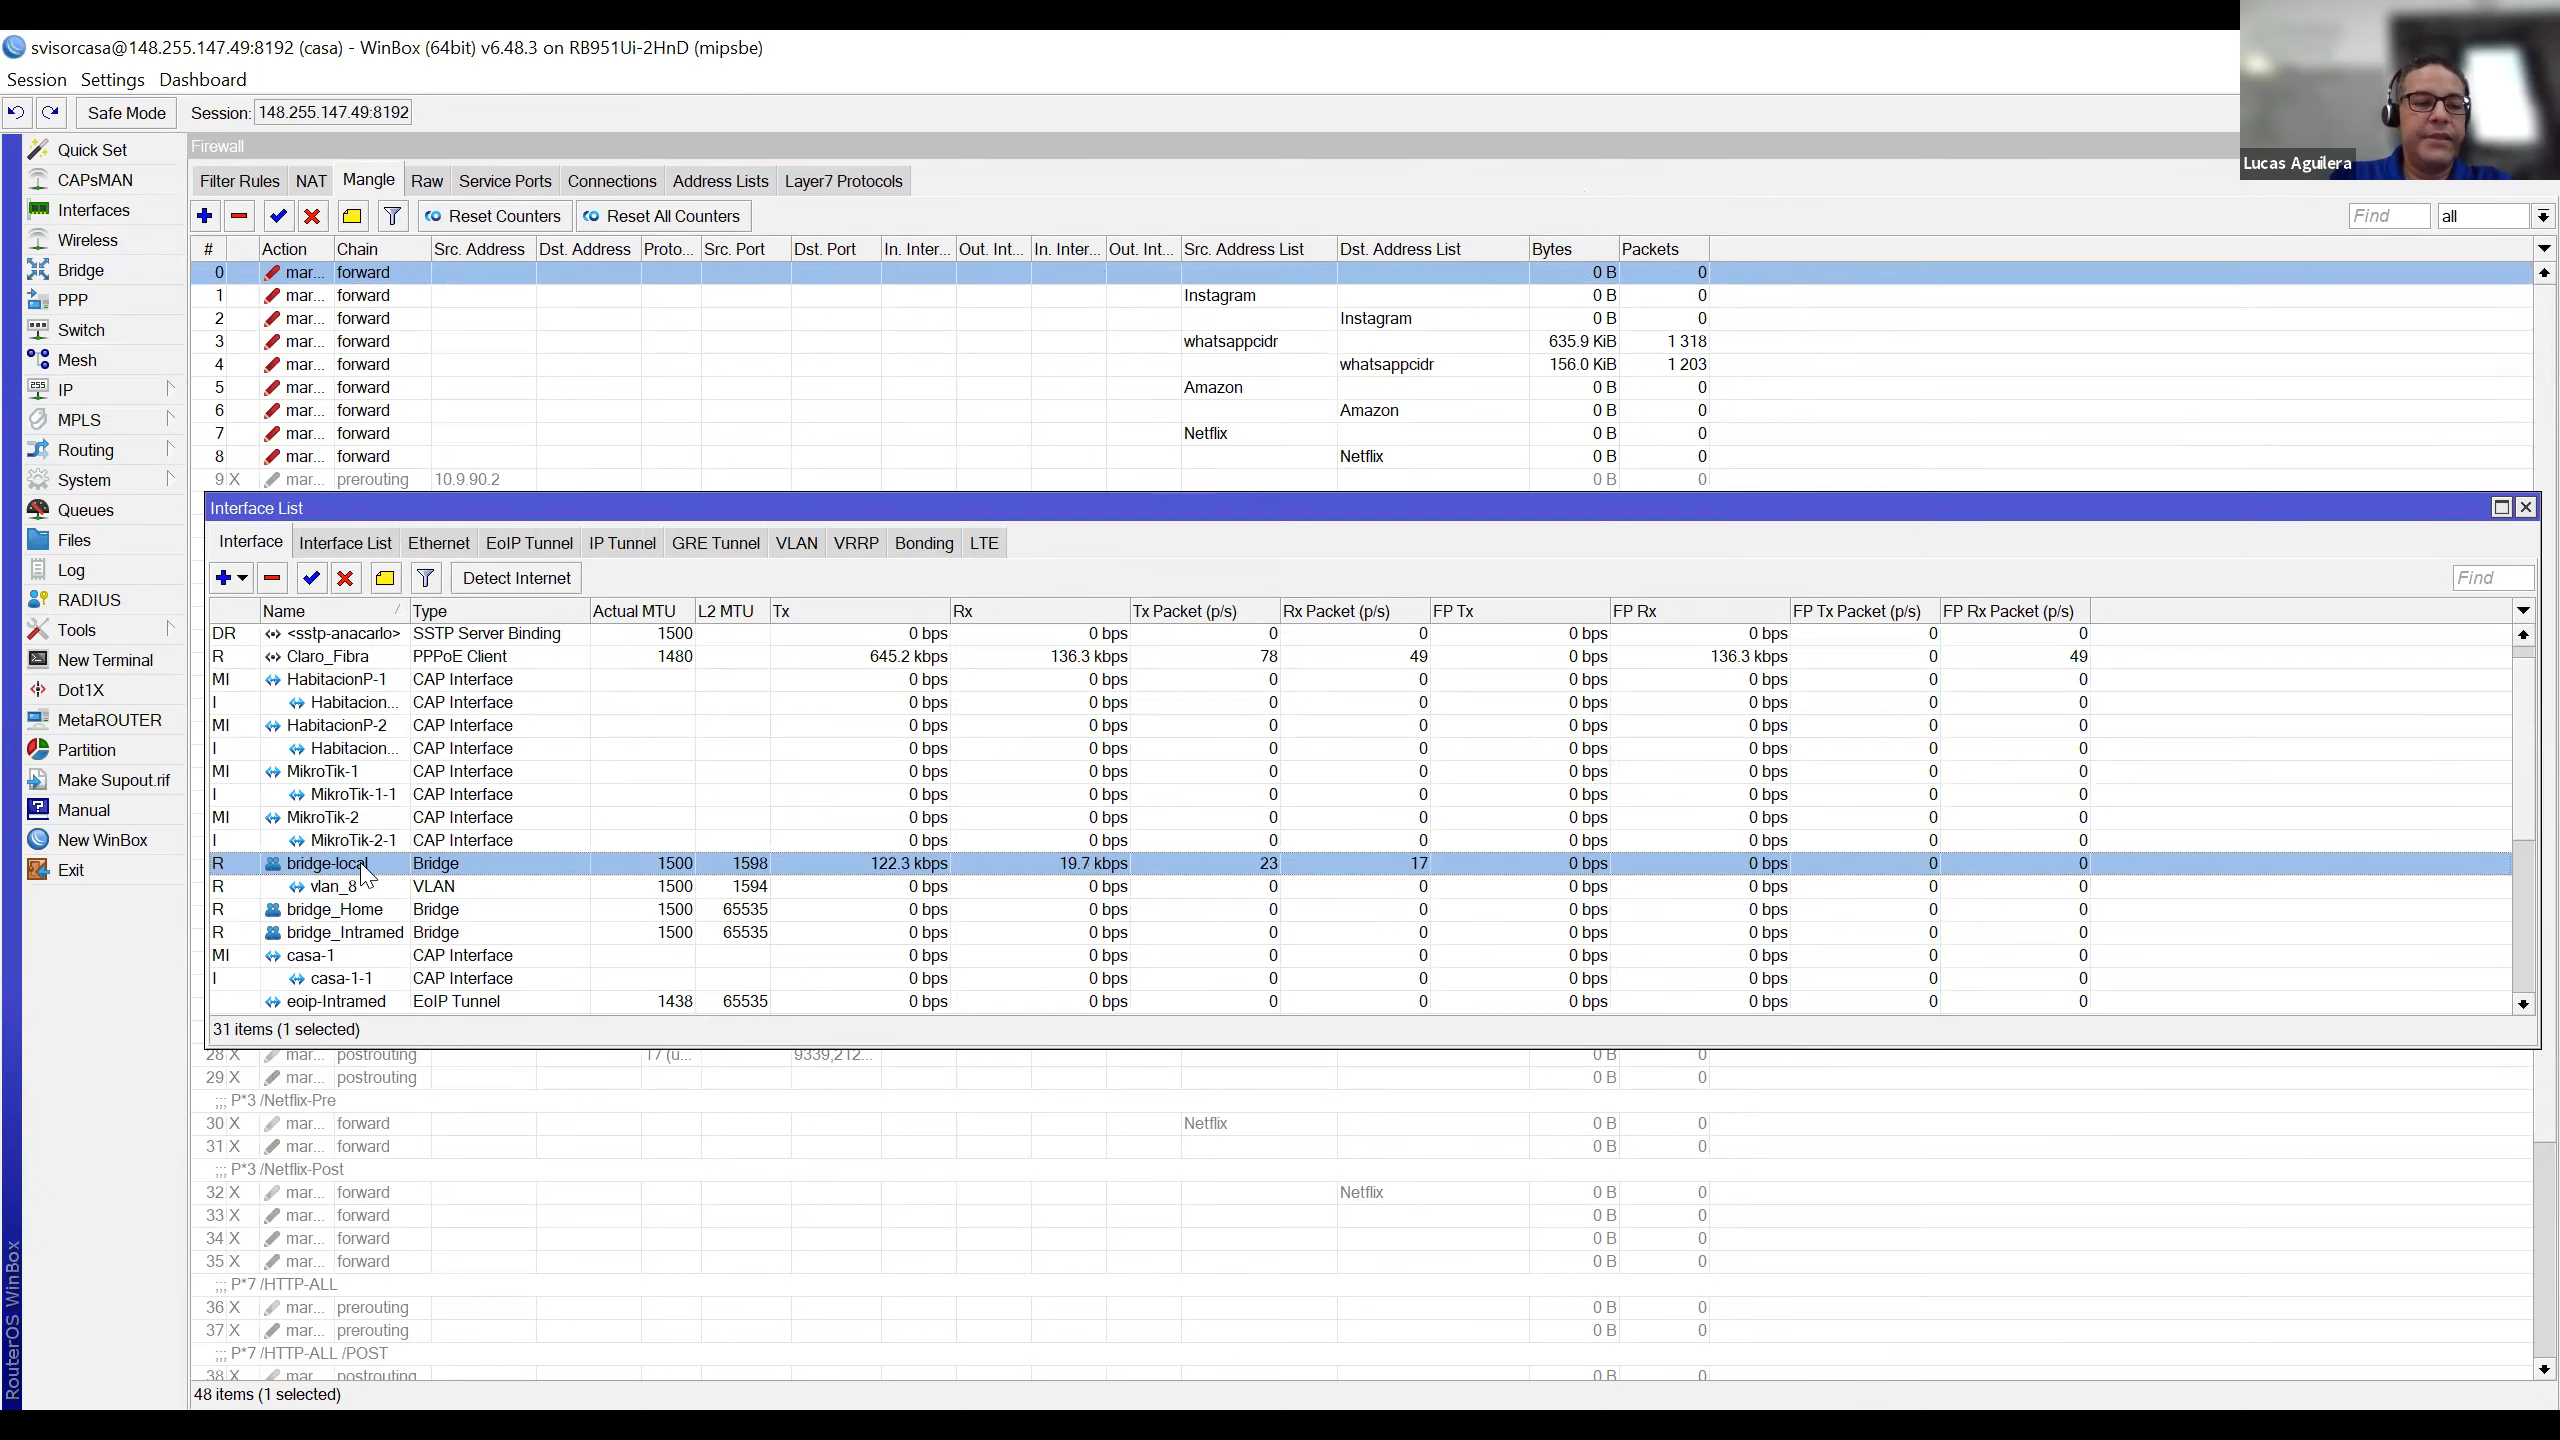 svisorcasa@148.255.147.49:8192 (casa) - WinBox (64bit) v6.48.3 on RB951Ui-2HnD (mipsbe)
Session Settings Dashboard
Safe Mode Session: 148.255.147.49:8192
Lucas Aguilera
Quick Set
CAPsMAN
Interfaces
Wireless
Bridge
PPP
Switch
Mesh
IP
MPLS
Routing
System
Queues
Files
Log
RADIUS
Tools
New Terminal
Dot1X
MetaROUTER
Partition
Make Supout.rif
Manual
New WinBox
Exit
RouterOS WinBox
Firewall
Filter Rules NAT Mangle Raw Service Ports Connections Address Lists Layer7 Protocols
Reset Counters Reset All Counters Find all
# Action Chain Src. Address Dst. Address Proto... Src. Port Dst. Port In. Inter... Out. Int... In. Inter... Out. Int... Src. Address List Dst. Address List Bytes Packets
0 mar... forward 0 B 0
1 mar... forward Instagram 0 B 0
2 mar... forward Instagram 0 B 0
3 mar... forward whatsappcidr 635.9 KiB 1 318
4 mar... forward whatsappcidr 156.0 KiB 1 203
5 mar... forward Amazon 0 B 0
6 mar... forward Amazon 0 B 0
7 mar... forward Netflix 0 B 0
8 mar... forward Netflix 0 B 0
9 X mar... prerouting 10.9.90.2 0 B 0
Interface List
Interface Interface List Ethernet EoIP Tunnel IP Tunnel GRE Tunnel VLAN VRRP Bonding LTE
Detect Internet Find
Name Type Actual MTU L2 MTU Tx Rx Tx Packet (p/s) Rx Packet (p/s) FP Tx FP Rx FP Tx Packet (p/s) FP Rx Packet (p/s)
DR <sstp-anacarlo> SSTP Server Binding 1500 0 bps 0 bps 0 0 0 bps 0 bps 0 0
R Claro_Fibra PPPoE Client 1480 645.2 kbps 136.3 kbps 78 49 0 bps 136.3 kbps 0 49
MI HabitacionP-1 CAP Interface 0 bps 0 bps 0 0 0 bps 0 bps 0 0
I Habitacion... CAP Interface 0 bps 0 bps 0 0 0 bps 0 bps 0 0
MI HabitacionP-2 CAP Interface 0 bps 0 bps 0 0 0 bps 0 bps 0 0
I Habitacion... CAP Interface 0 bps 0 bps 0 0 0 bps 0 bps 0 0
MI MikroTik-1 CAP Interface 0 bps 0 bps 0 0 0 bps 0 bps 0 0
I MikroTik-1-1 CAP Interface 0 bps 0 bps 0 0 0 bps 0 bps 0 0
MI MikroTik-2 CAP Interface 0 bps 0 bps 0 0 0 bps 0 bps 0 0
I MikroTik-2-1 CAP Interface 0 bps 0 bps 0 0 0 bps 0 bps 0 0
R bridge-local Bridge 1500 1598 122.3 kbps 19.7 kbps 23 17 0 bps 0 bps 0 0
R vlan_8 VLAN 1500 1594 0 bps 0 bps 0 0 0 bps 0 bps 0 0
R bridge_Home Bridge 1500 65535 0 bps 0 bps 0 0 0 bps 0 bps 0 0
R bridge_Intramed Bridge 1500 65535 0 bps 0 bps 0 0 0 bps 0 bps 0 0
MI casa-1 CAP Interface 0 bps 0 bps 0 0 0 bps 0 bps 0 0
I casa-1-1 CAP Interface 0 bps 0 bps 0 0 0 bps 0 bps 0 0
eoip-Intramed EoIP Tunnel 1438 65535 0 bps 0 bps 0 0 0 bps 0 bps 0 0
31 items (1 selected)
28 X mar... postrouting 17 (u... 9339,212... 0 B 0
29 X mar... postrouting 0 B 0
;;; P*3 /Netflix-Pre
30 X mar... forward Netflix 0 B 0
31 X mar... forward 0 B 0
;;; P*3 /Netflix-Post
32 X mar... forward Netflix 0 B 0
33 X mar... forward 0 B 0
34 X mar... forward 0 B 0
35 X mar... forward 0 B 0
;;; P*7 /HTTP-ALL
36 X mar... prerouting 0 B 0
37 X mar... prerouting 0 B 0
;;; P*7 /HTTP-ALL /POST
38 X mar postrouting 0 B 0
48 items (1 selected)